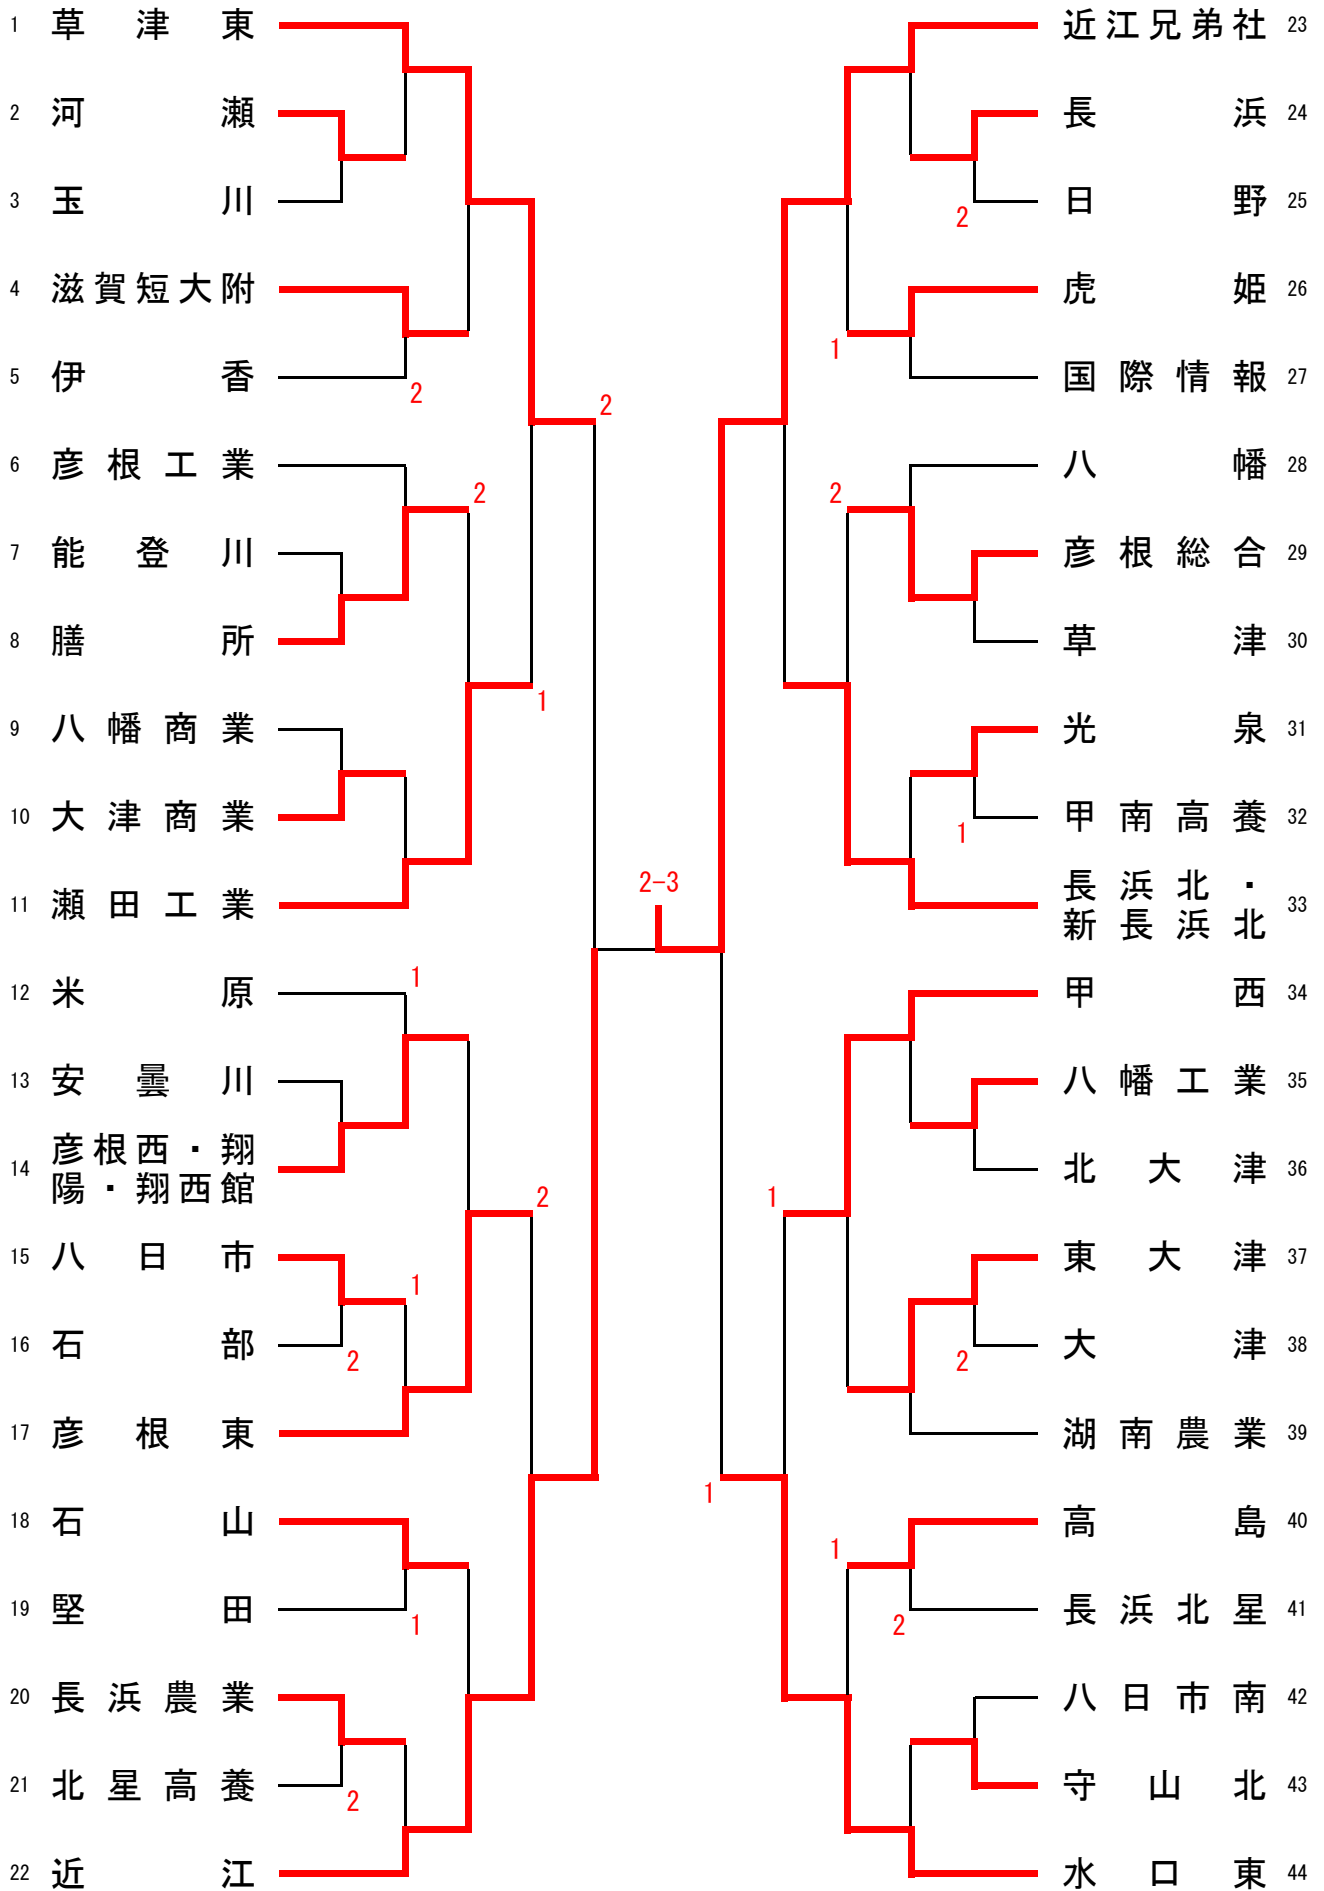 1 草津東
2 河瀬
3 玉川
4 滋賀短大附
5 伊香
2
2
6 彦根工業
2
7 能登川
8 膳所
1
9 八幡商業
10 大津商業
11 瀬田工業
12 米原
1
13 安曇川
14 彦根西・翔
陽・翔西館
2
15 八日市
1
16 石部
2
17 彦根東
18 石山
19 堅田
1
20 長浜農業
21 北星高養
2
22 近江
2-3
近江兄弟社 23
長浜 24
日野 25
2
虎姫 26
1
国際情報 27
八幡 28
2
彦根総合 29
草津 30
光泉 31
甲南高養 32
1
長浜北・
新長浜北 33
甲西 34
八幡工業 35
北大津 36
1
東大津 37
大津 38
2
湖南農業 39
1
高島 40
1
長浜北星 41
2
八日市南 42
守山北 43
水口東 44